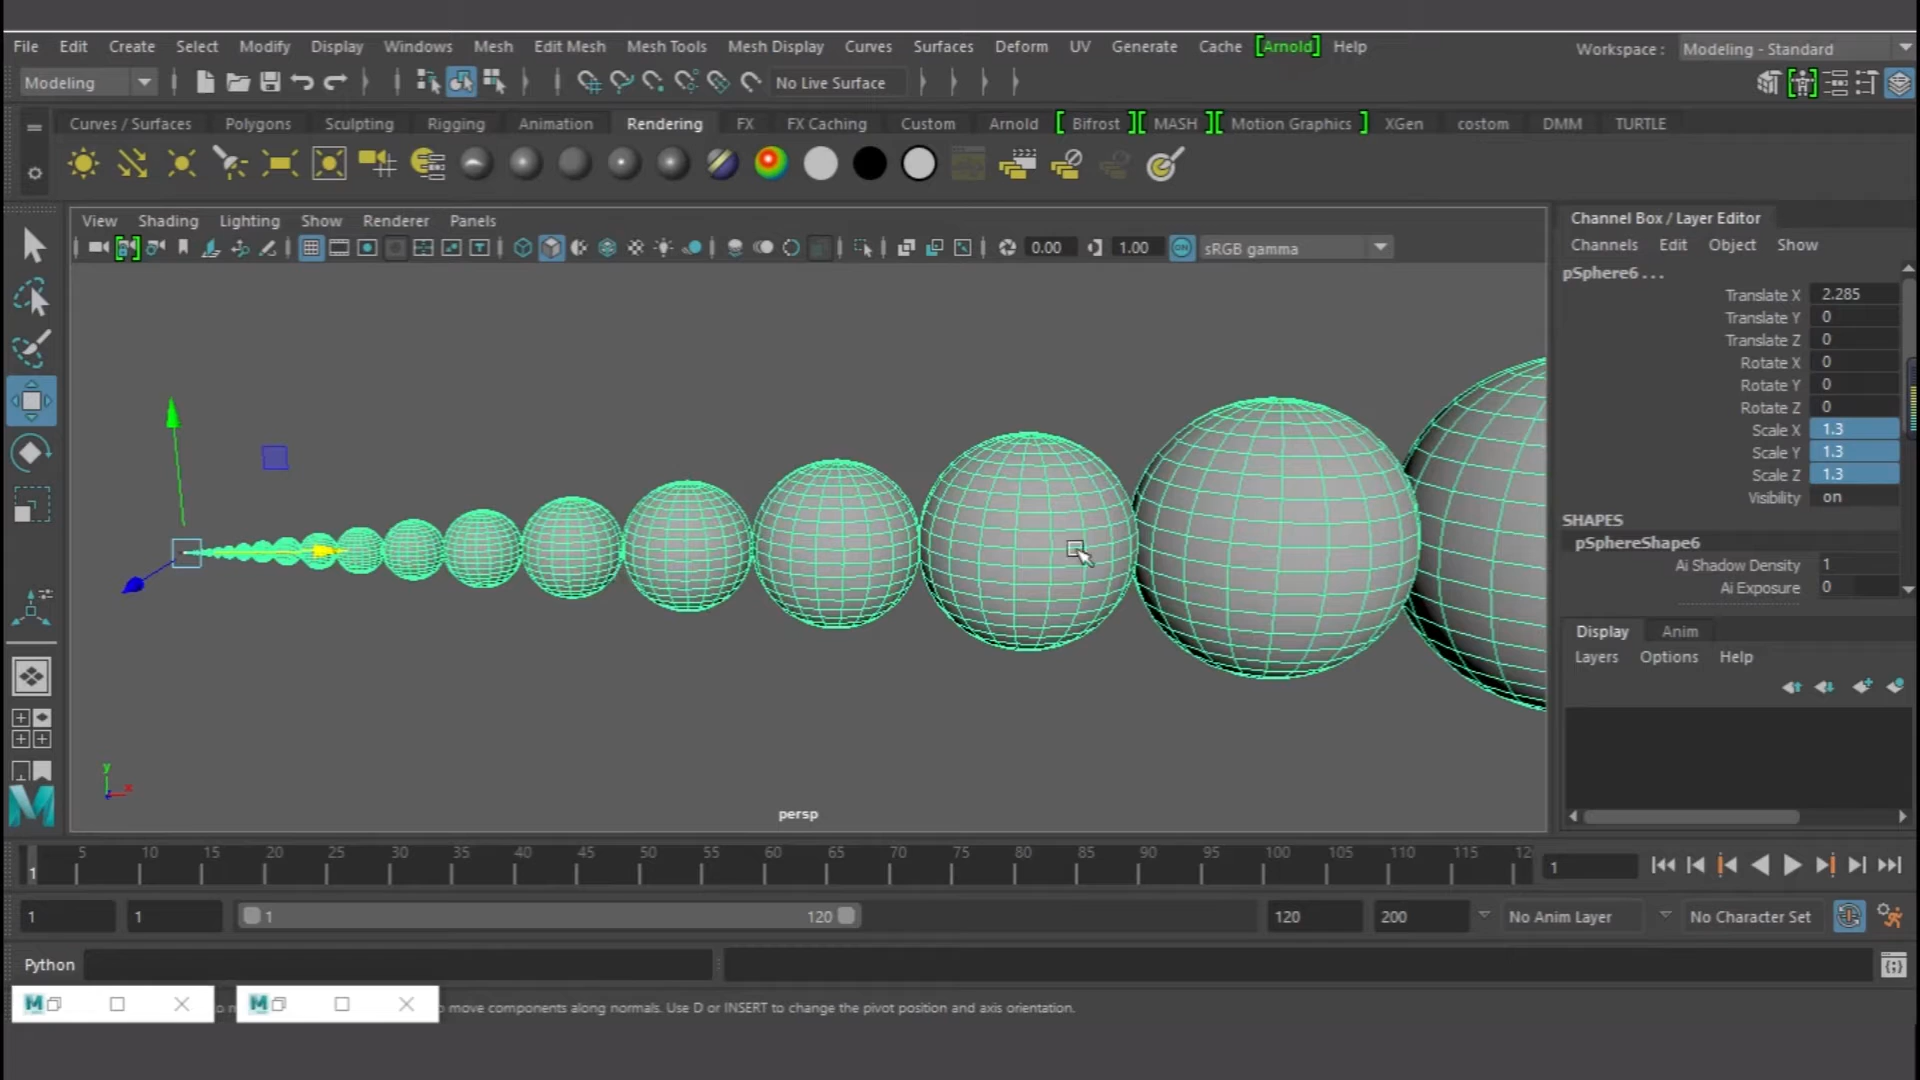 File Edit Create Select Modify Display Windows Mesh Edit Mesh Mesh Tools Mesh Display Curves Surfaces Deform UV Generate Cache [Arnold] Help Workspace : Modeling - Standard
Modeling No Live Surface
Curves / Surfaces Polygons Sculpting Rigging Animation Rendering FX FX Caching Custom Arnold [ Bifrost ][ MASH ][ Motion Graphics ] XGen costom DMM TURTLE
View Shading Lighting Show Renderer Panels
0.00 1.00 ON sRGB gamma
Channel Box / Layer Editor
Channels Edit Object Show
pSphere6 . . .
Translate X 2.285
Translate Y 0
Translate Z 0
Rotate X 0
Rotate Y 0
Rotate Z 0
Scale X 1.3
Scale Y 1.3
Scale Z 1.3
Visibility on
SHAPES
pSphereShape6
Ai Shadow Density 1
Ai Exposure 0
Display Anim
Layers Options Help
y
x
persp
5 10 15 20 25 30 35 40 45 50 55 60 65 70 75 80 85 90 95 100 105 110 115 12
1 1
1 1 1 120 120 200 No Anim Layer No Character Set
Python
M M move components along normals. Use D or INSERT to change the pivot position and axis orientation.